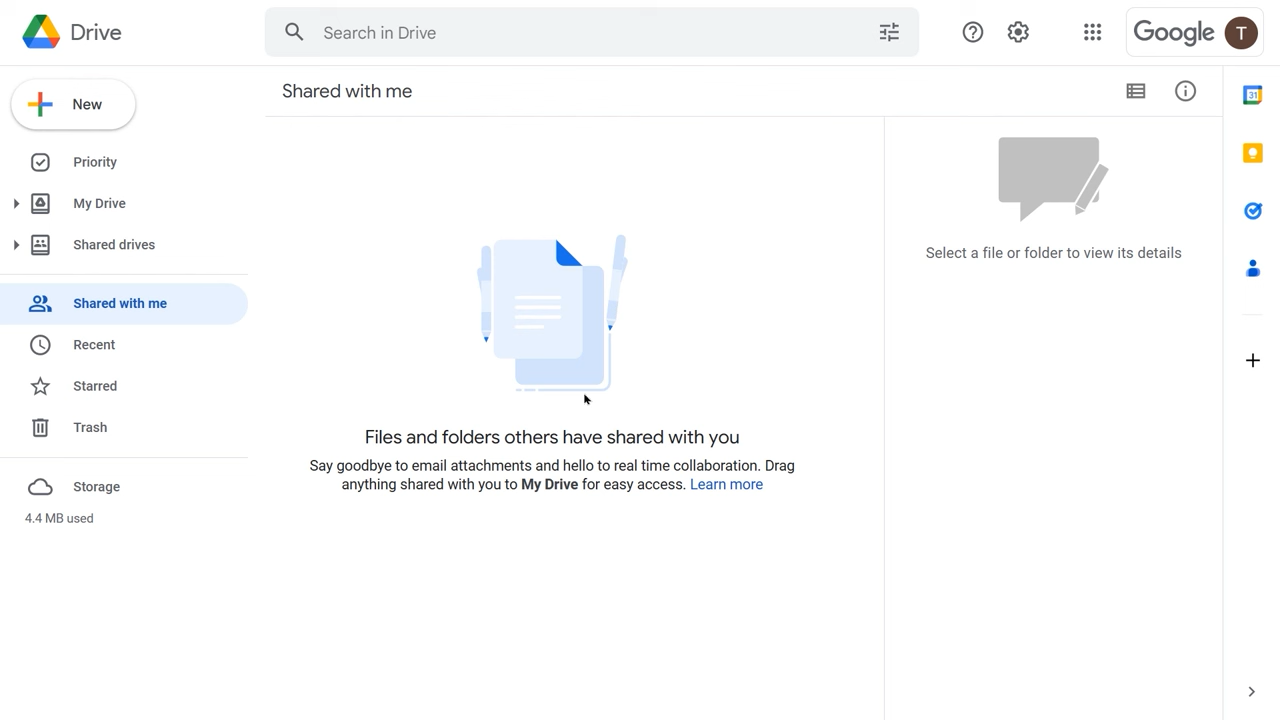 Drive
Search in Drive
Google
T
New
Shared with me
Priority
My Drive
Shared drives
Shared with me
Recent
Starred
Trash
Storage
4.4 MB used
Files and folders others have shared with you
Say goodbye to email attachments and hello to real time collaboration. Drag
anything shared with you to My Drive for easy access. Learn more
Select a file or folder to view its details
31